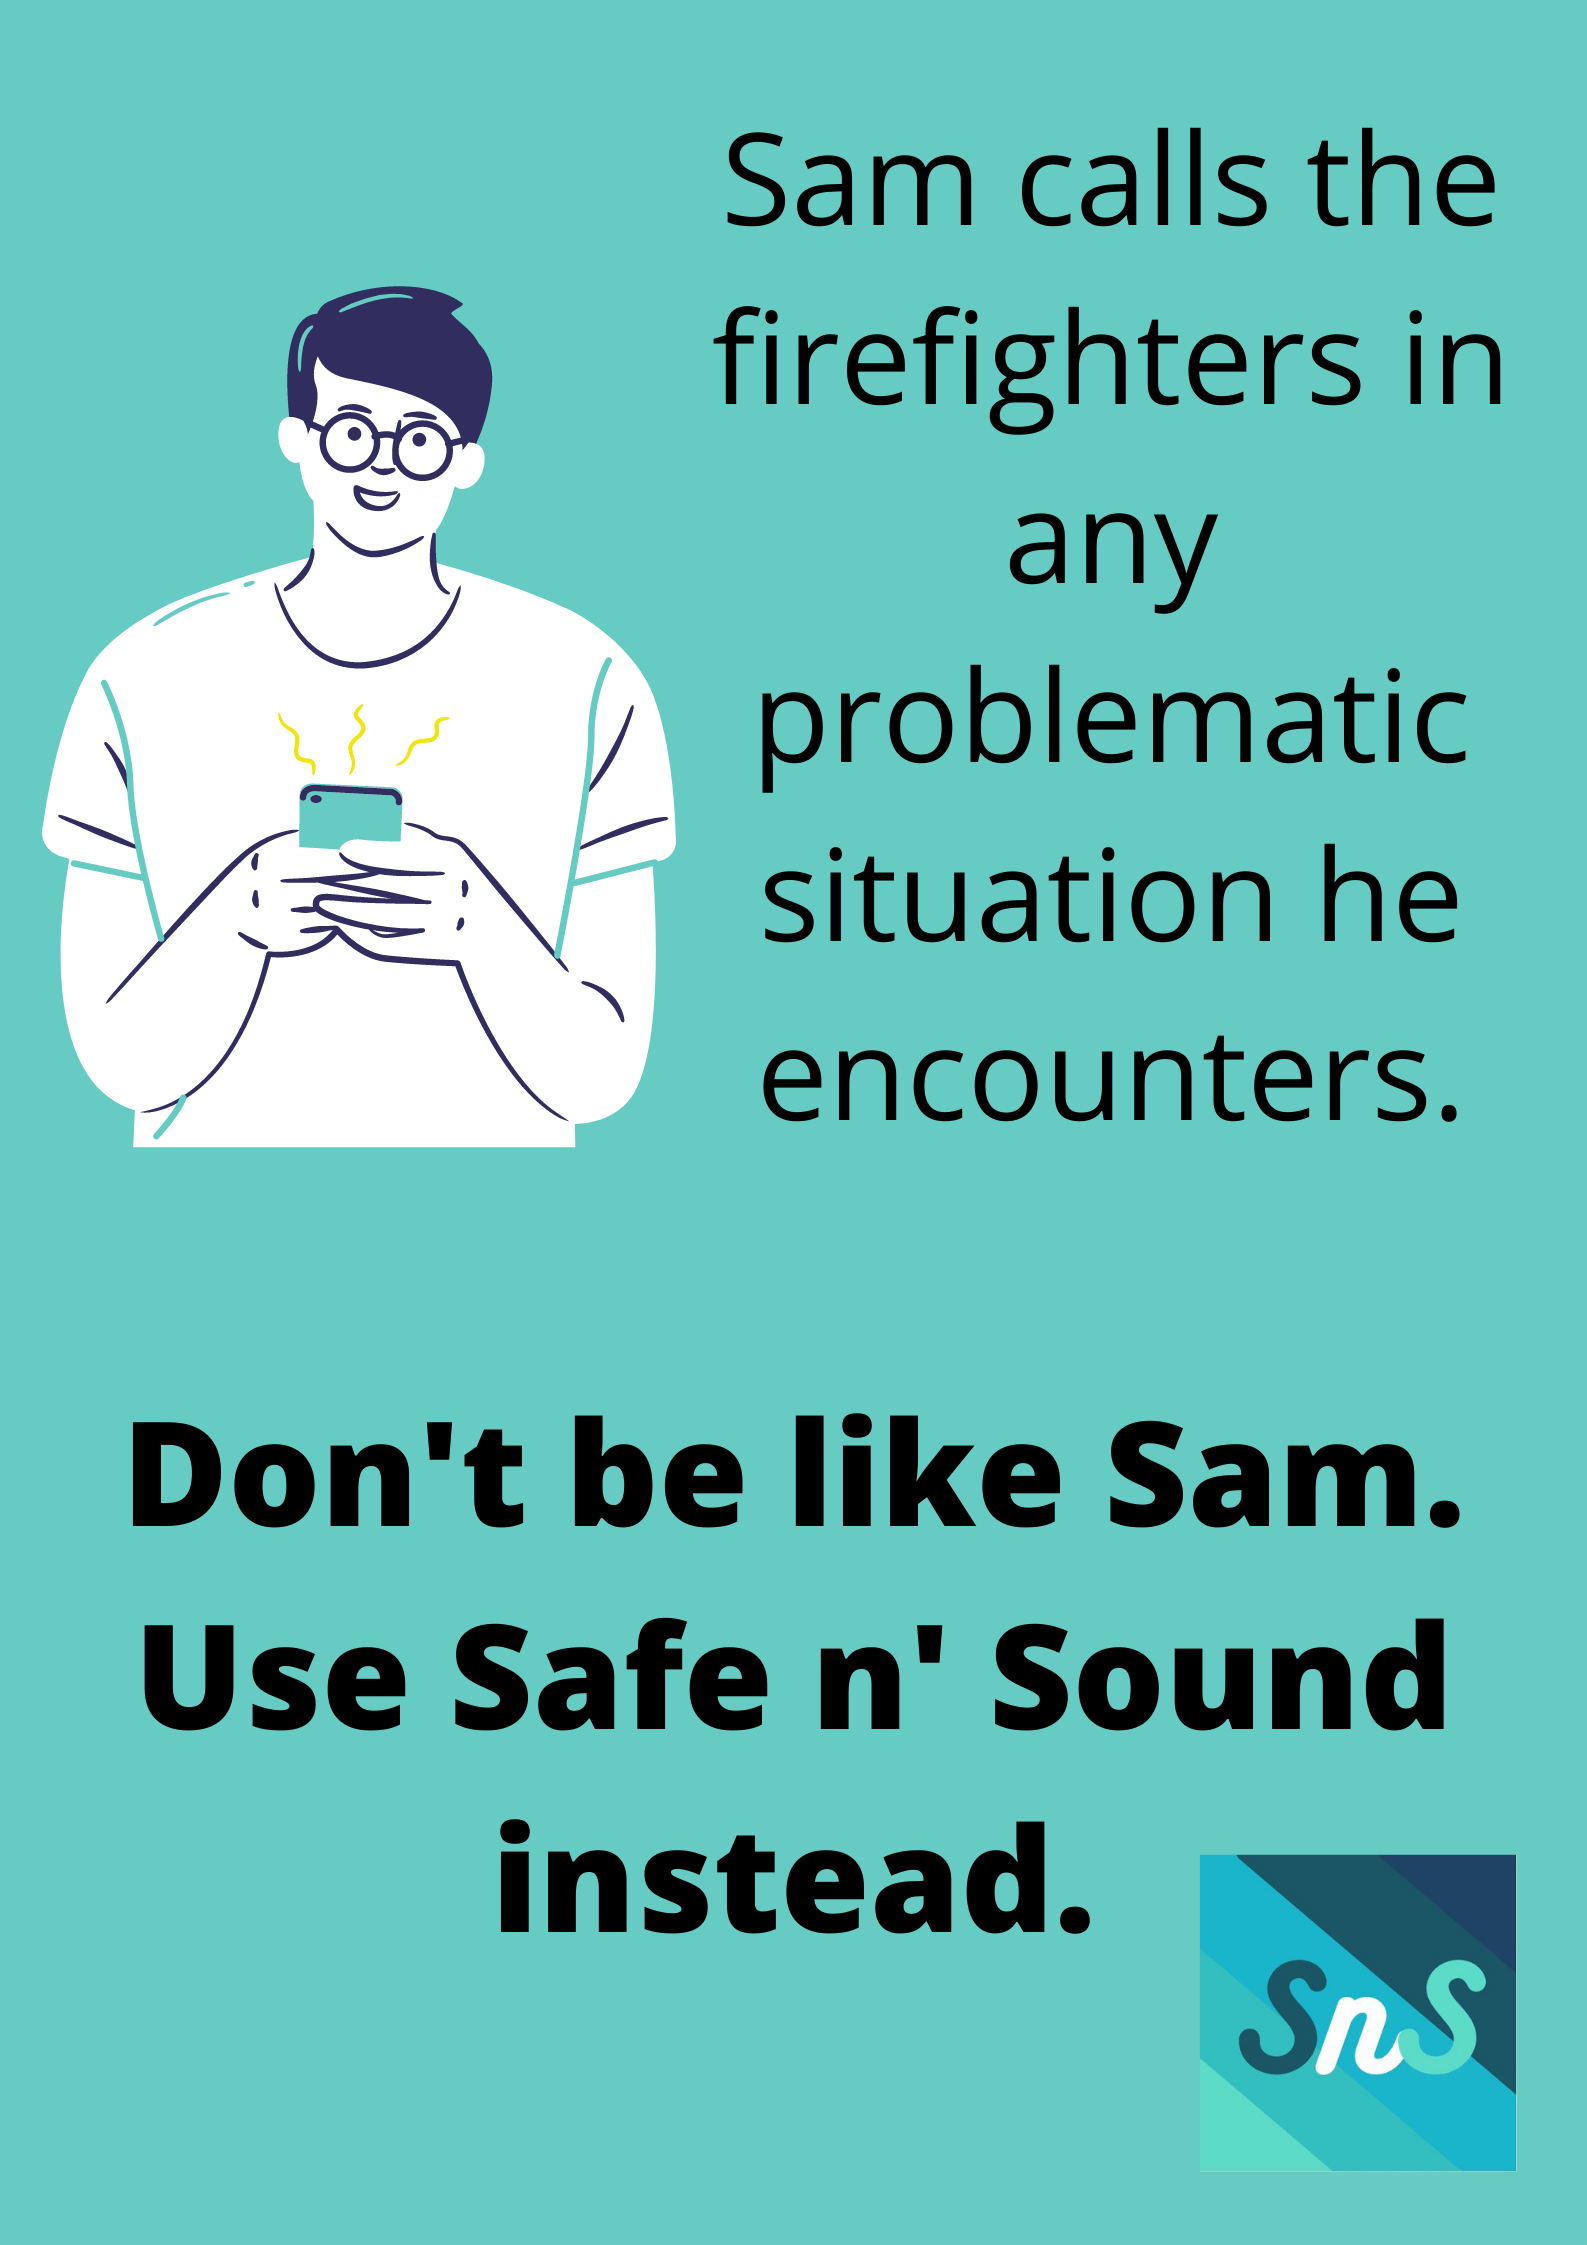 Sam calls the
firefighters in
any
problematic
situation he
encounters.
Don't be like Sam.
Use Safe n' Sound
instead.
SnS